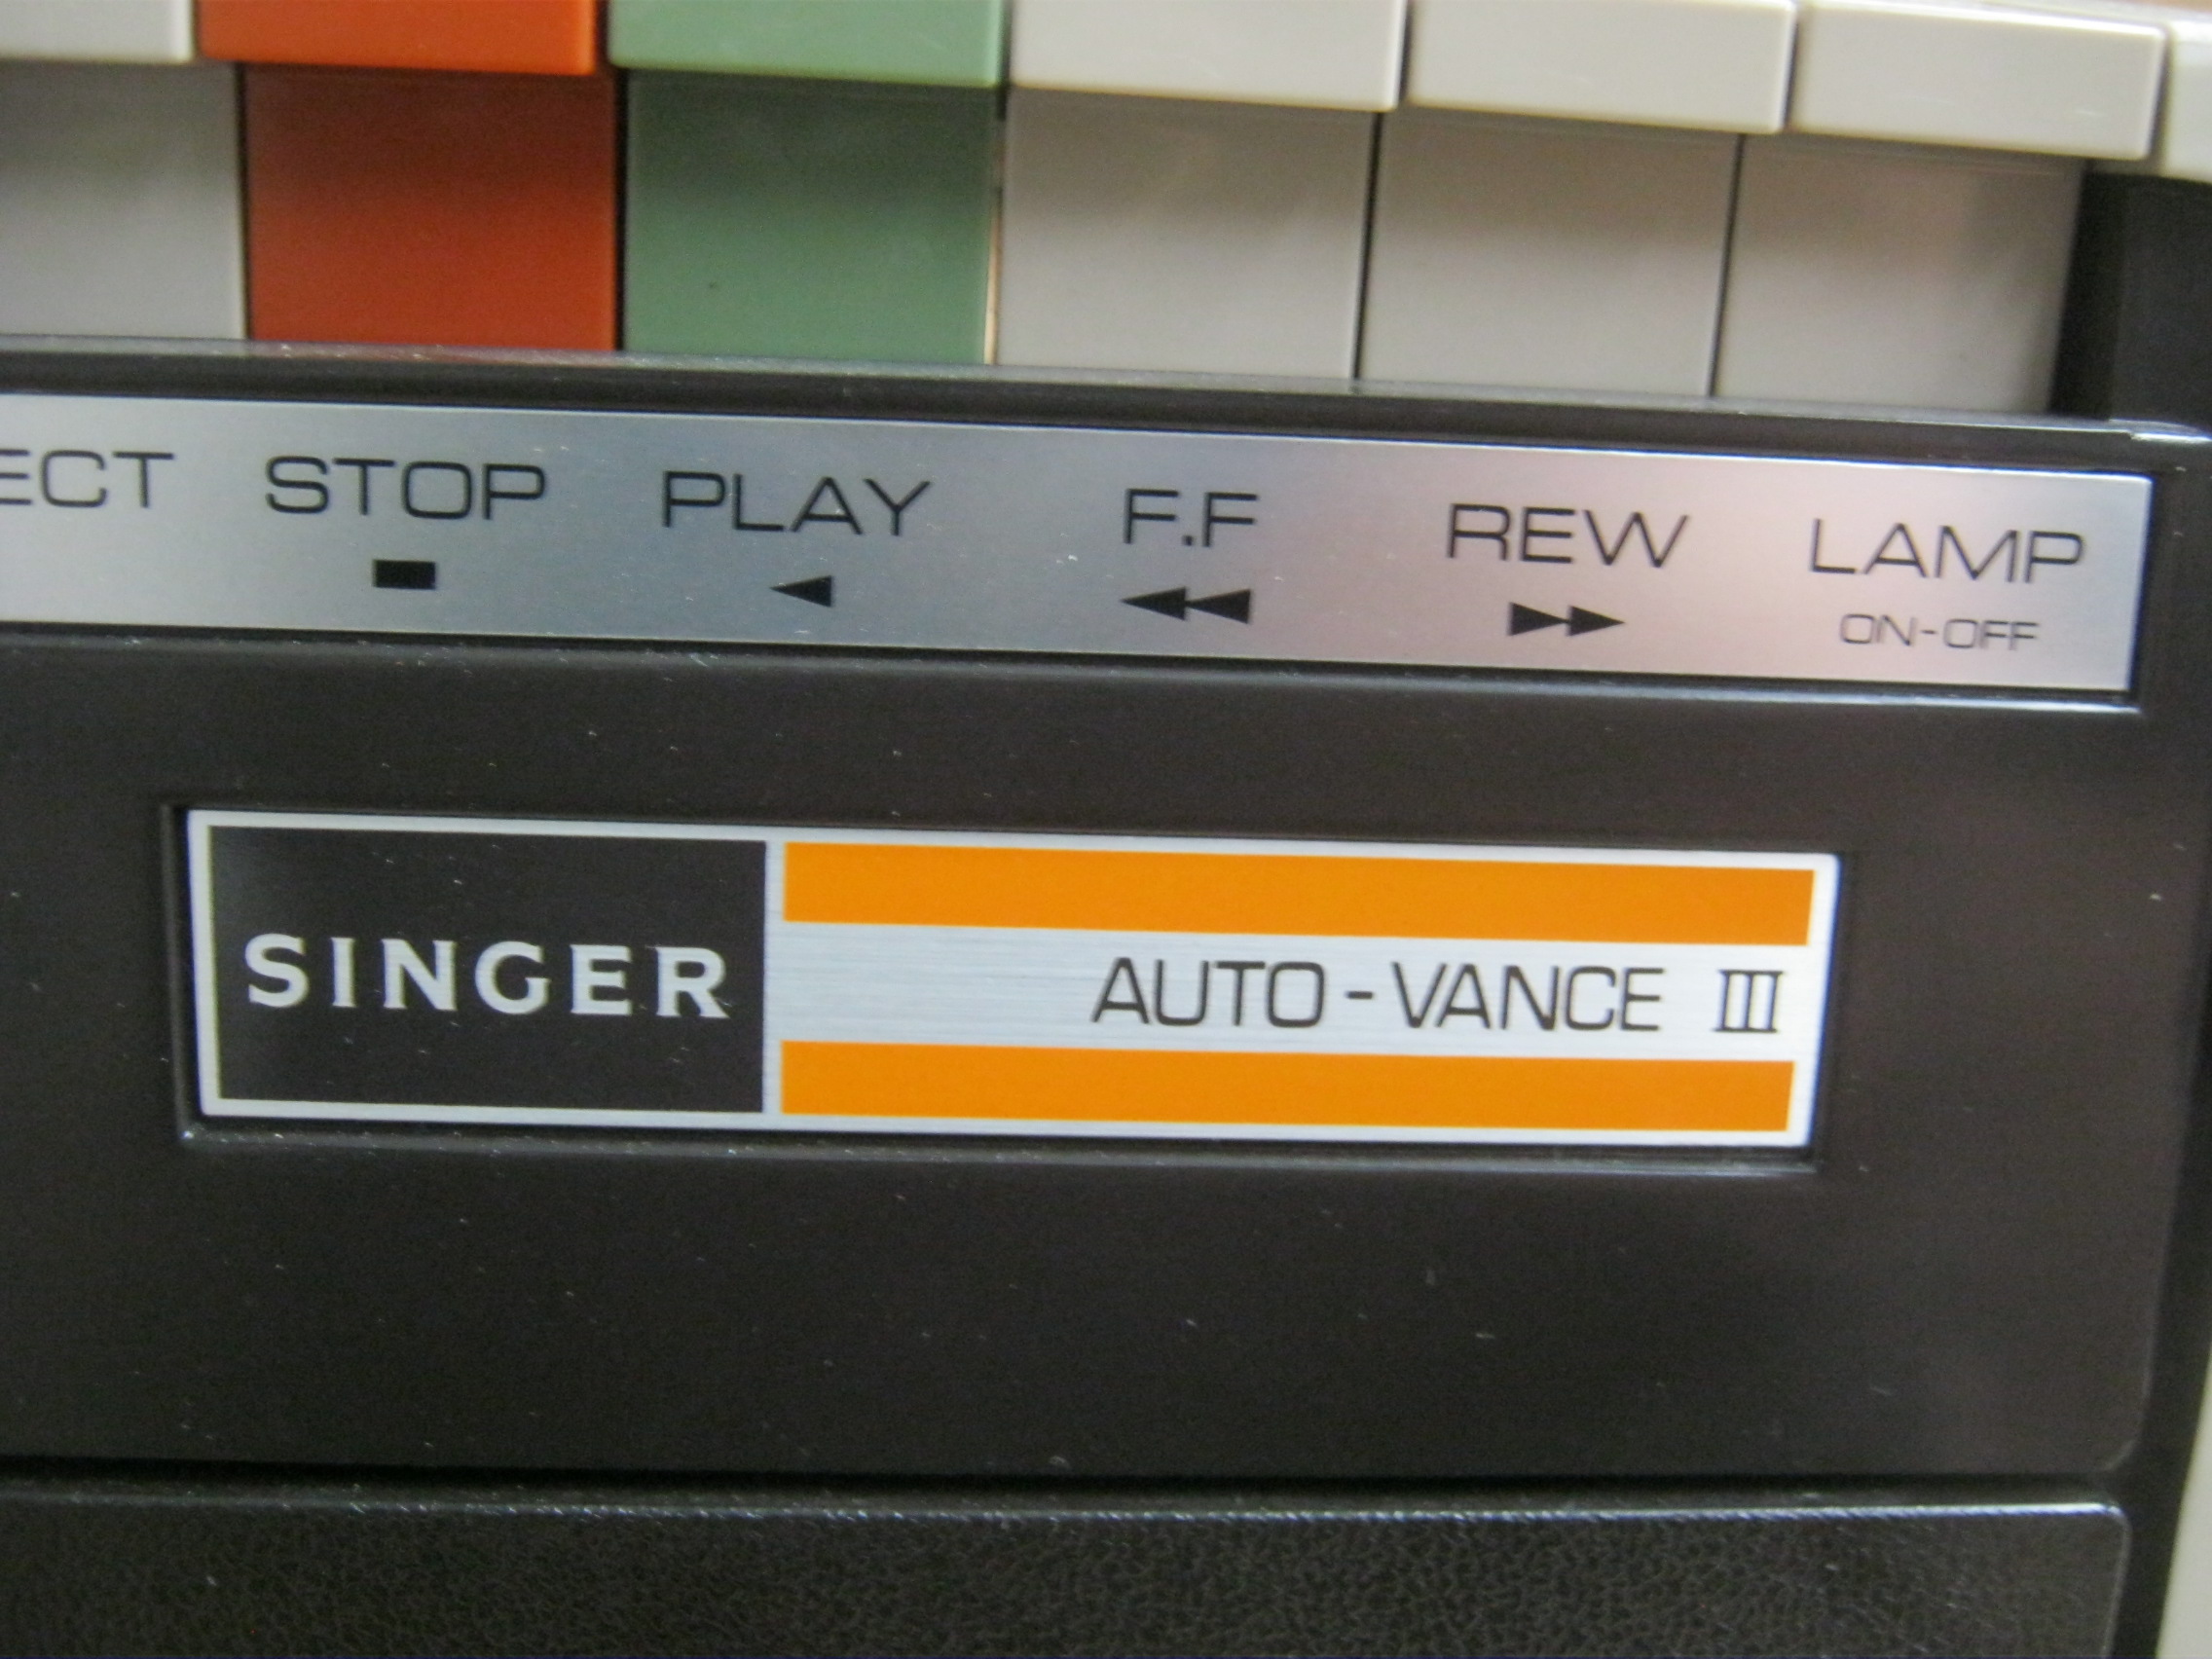 ECT STOP PLAY F.F REW LAMP
ON-OFF
SINGER AUTO-VANCE III